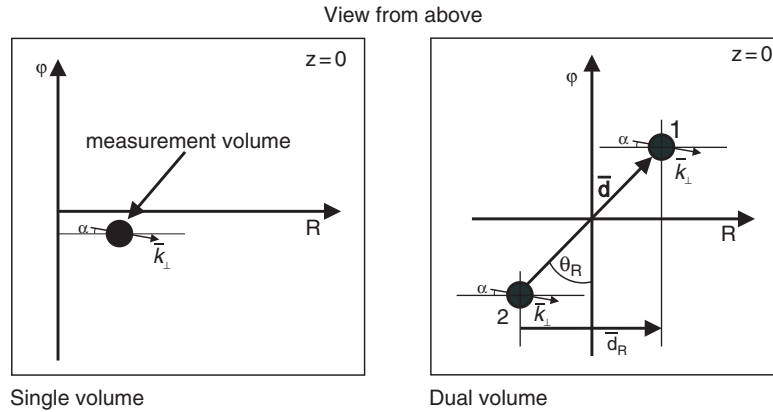 View from above
φ
z=0
measurement volume
R
α
k̅⊥
Single volume
φ
z=0
1
α
k̅⊥
d̅
R
θR
α
2
k̅⊥
d̅R
Dual volume